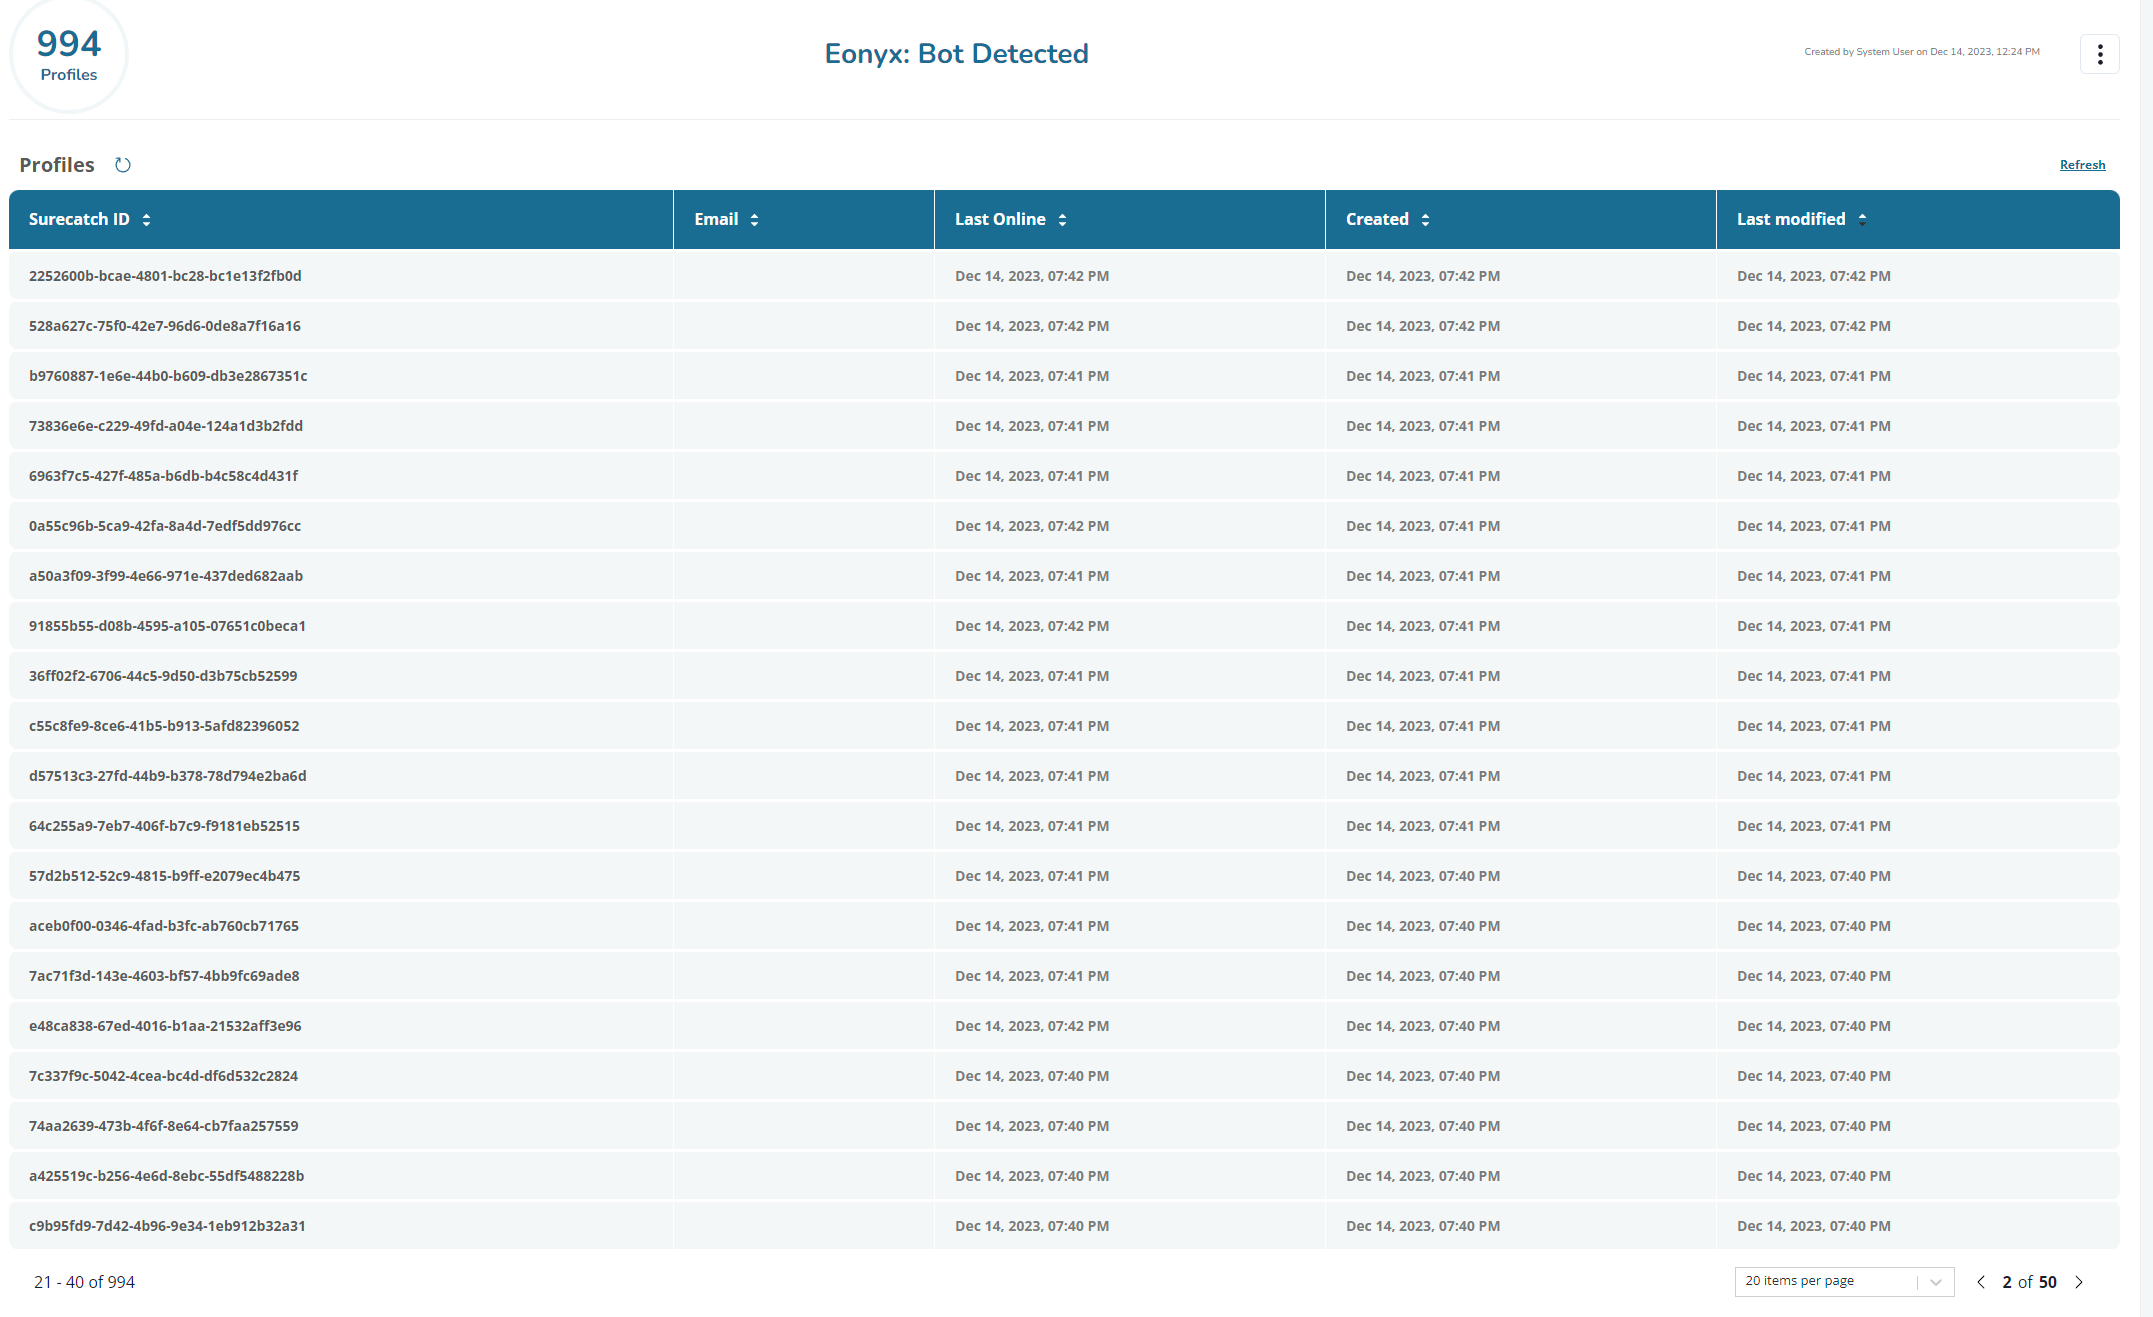 994
Profiles
Eonyx: Bot Detected
Created by System User on Dec 14, 2023, 12:24 PM
Profiles
Refresh
Surecatch ID Email Last Online Created Last modified
2252600b-bcae-4801-bc28-bc1e13f2fb0d Dec 14, 2023, 07:42 PM Dec 14, 2023, 07:42 PM Dec 14, 2023, 07:42 PM
528a627c-75f0-42e7-96d6-0de8a7f16a16 Dec 14, 2023, 07:42 PM Dec 14, 2023, 07:42 PM Dec 14, 2023, 07:42 PM
b9760887-1e6e-44b0-b609-db3e2867351c Dec 14, 2023, 07:41 PM Dec 14, 2023, 07:41 PM Dec 14, 2023, 07:41 PM
73836e6e-c229-49fd-a04e-124a1d3b2fdd Dec 14, 2023, 07:41 PM Dec 14, 2023, 07:41 PM Dec 14, 2023, 07:41 PM
6963f7c5-427f-485a-b6db-b4c58c4d431f Dec 14, 2023, 07:41 PM Dec 14, 2023, 07:41 PM Dec 14, 2023, 07:41 PM
0a55c96b-5ca9-42fa-8a4d-7edf5dd976cc Dec 14, 2023, 07:42 PM Dec 14, 2023, 07:41 PM Dec 14, 2023, 07:41 PM
a50a3f09-3f99-4e66-971e-437ded682aab Dec 14, 2023, 07:41 PM Dec 14, 2023, 07:41 PM Dec 14, 2023, 07:41 PM
91855b55-d08b-4595-a105-07651c0beca1 Dec 14, 2023, 07:42 PM Dec 14, 2023, 07:41 PM Dec 14, 2023, 07:41 PM
36ff02f2-6706-44c5-9d50-d3b75cb52599 Dec 14, 2023, 07:41 PM Dec 14, 2023, 07:41 PM Dec 14, 2023, 07:41 PM
c55c8fe9-8ce6-41b5-b913-5afd82396052 Dec 14, 2023, 07:41 PM Dec 14, 2023, 07:41 PM Dec 14, 2023, 07:41 PM
d57513c3-27fd-44b9-b378-78d794e2ba6d Dec 14, 2023, 07:41 PM Dec 14, 2023, 07:41 PM Dec 14, 2023, 07:41 PM
64c255a9-7eb7-406f-b7c9-f9181eb52515 Dec 14, 2023, 07:41 PM Dec 14, 2023, 07:41 PM Dec 14, 2023, 07:41 PM
57d2b512-52c9-4815-b9ff-e2079ec4b475 Dec 14, 2023, 07:41 PM Dec 14, 2023, 07:40 PM Dec 14, 2023, 07:40 PM
aceb0f00-0346-4fad-b3fc-ab760cb71765 Dec 14, 2023, 07:41 PM Dec 14, 2023, 07:40 PM Dec 14, 2023, 07:40 PM
7ac71f3d-143e-4603-bf57-4bb9fc69ade8 Dec 14, 2023, 07:41 PM Dec 14, 2023, 07:40 PM Dec 14, 2023, 07:40 PM
e48ca838-67ed-4016-b1aa-21532aff3e96 Dec 14, 2023, 07:42 PM Dec 14, 2023, 07:40 PM Dec 14, 2023, 07:40 PM
7c337f9c-5042-4cea-bc4d-df6d532c2824 Dec 14, 2023, 07:40 PM Dec 14, 2023, 07:40 PM Dec 14, 2023, 07:40 PM
74aa2639-473b-4f6f-8e64-cb7faa257559 Dec 14, 2023, 07:40 PM Dec 14, 2023, 07:40 PM Dec 14, 2023, 07:40 PM
a425519c-b256-4e6d-8ebc-55df5488228b Dec 14, 2023, 07:40 PM Dec 14, 2023, 07:40 PM Dec 14, 2023, 07:40 PM
c9b95fd9-7d42-4b96-9e34-1eb912b32a31 Dec 14, 2023, 07:40 PM Dec 14, 2023, 07:40 PM Dec 14, 2023, 07:40 PM
21 - 40 of 994 20 items per page 2 of 50